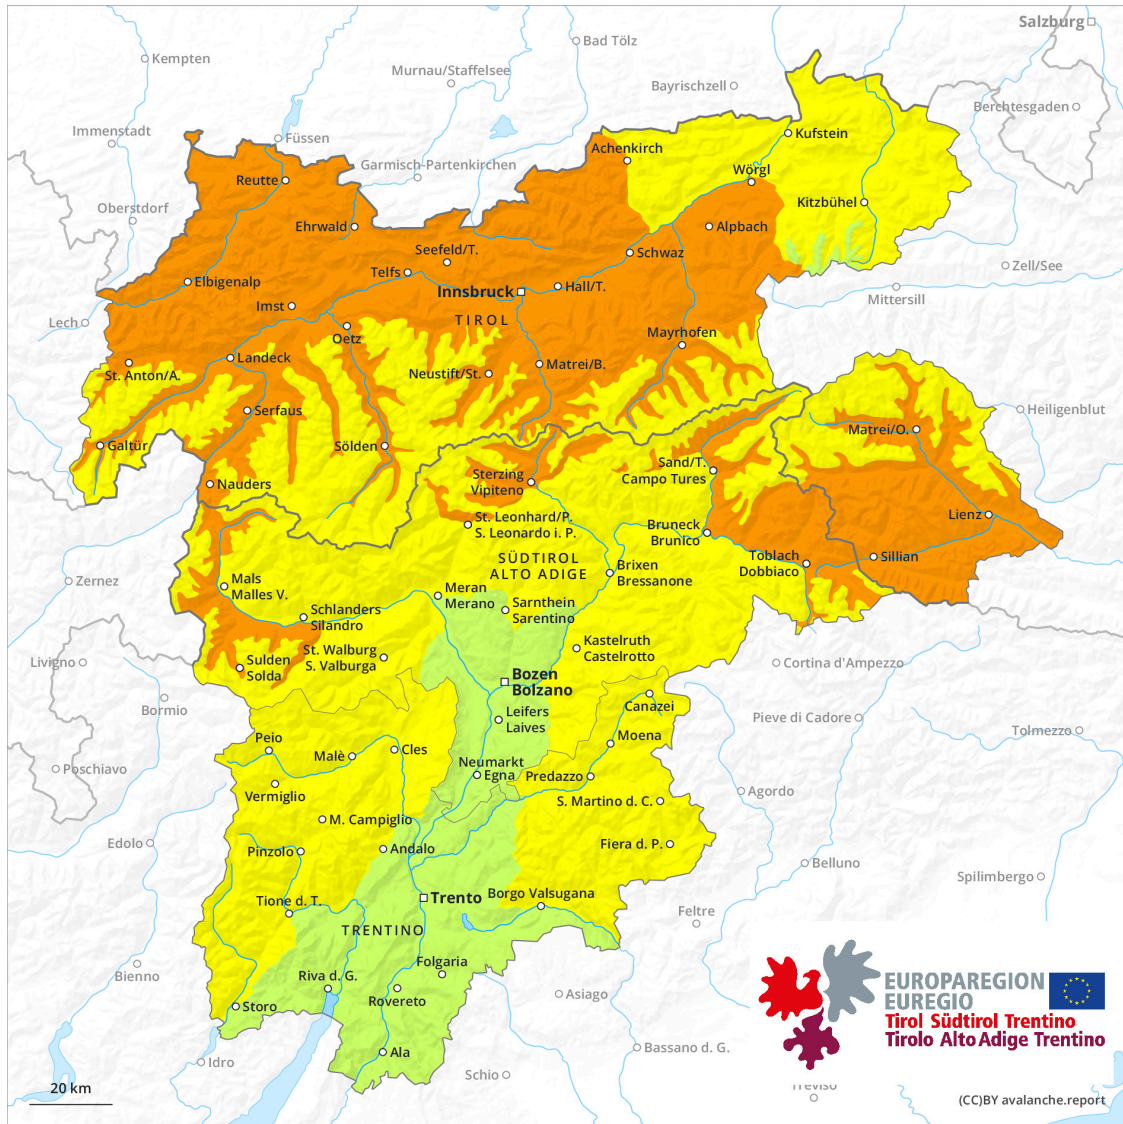 Salzburg
Bad Tölz
Kempten
Murnau/Staffelsee
Bayrischzell
Berchtesgaden
Immenstadt
Füssen
Kufstein
Achenkirch
Garmisch-Partenkirchen
Wörgl
Reutte
Kitzbühel
Oberstdorf
Ehrwald
Alpbach
Seefeld/T.
Schwaz
Zell/See
Telfs
Elbigenalp
Innsbruck
Hall/T.
Mittersill
Imst
TIROL
Lech
Mayrhofen
Oetz
Landeck
Matrei/B.
St. Anton/A.
Neustift/St.
Serfaus
Heiligenblut
Matrei/O.
Galtür
Sölden
Sand/T.
Campo Tures
Sterzing
Vipiteno
Nauders
St. Leonhard/P.
S. Leonardo i. P.
Lienz
Bruneck
Brunico
SÜDTIROL
ALTO ADIGE
Toblach
Dobbiaco
Sillian
Brixen
Bressanone
Zernez
Mals
Malles V.
Meran
Merano
Schlanders
Silandro
Sarnthein
Sarentino
Kastelruth
Castelrotto
St. Walburg
S. Valburga
Livigno
Sulden
Solda
Cortina d'Ampezzo
Bozen
Bolzano
Bormio
Canazei
Leifers
Laives
Pieve di Cadore
Tolmezzo
Peio
Moena
Malè
Cles
Poschiavo
Neumarkt
Egna
Predazzo
Vermiglio
Agordo
S. Martino d. C.
M. Campiglio
Edolo
Pinzolo
Andalo
Fiera d. P.
Belluno
Spilimbergo
Tione d. T.
Trento
Borgo Valsugana
Feltre
TRENTINO
Bienno
Folgaria
Riva d. G.
Rovereto
Asiago
Storo
EUROPAREGION
EUREGIO
Tirol Südtirol Trentino
Tirolo Alto Adige Trentino
Idro
Ala
Bassano d. G.
Schio
Treviso
20 km
(CC)BY avalanche.report